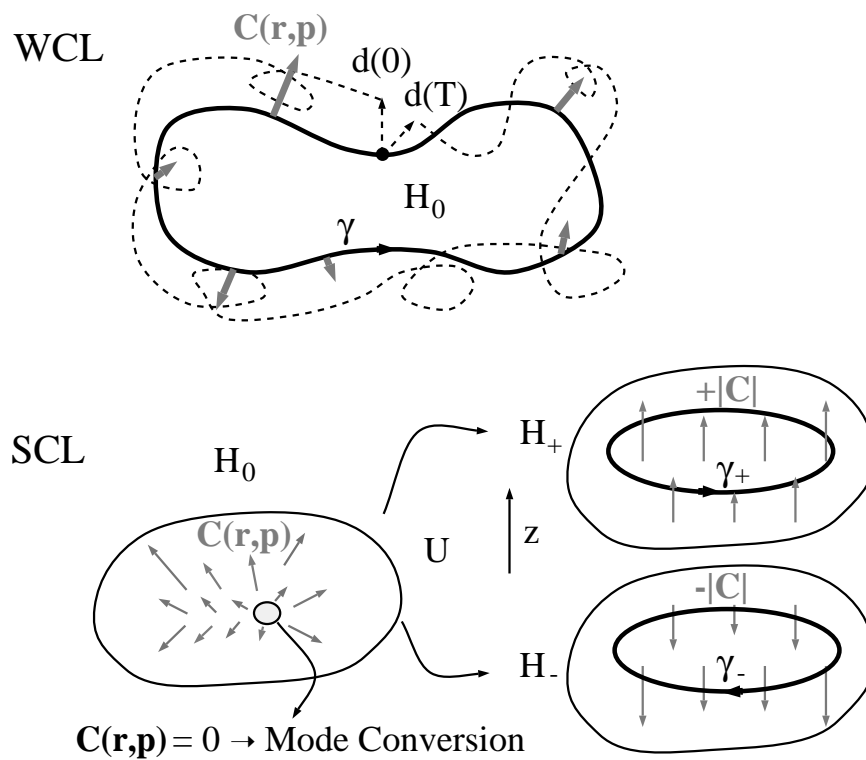 WCL
C(r,p)
d(0)
d(T)
H₀
γ
SCL
H₀
C(r,p)
U
z
H₊
+|C|
γ₊
H₋
-|C|
γ₋
C(r,p) = 0 → Mode Conversion